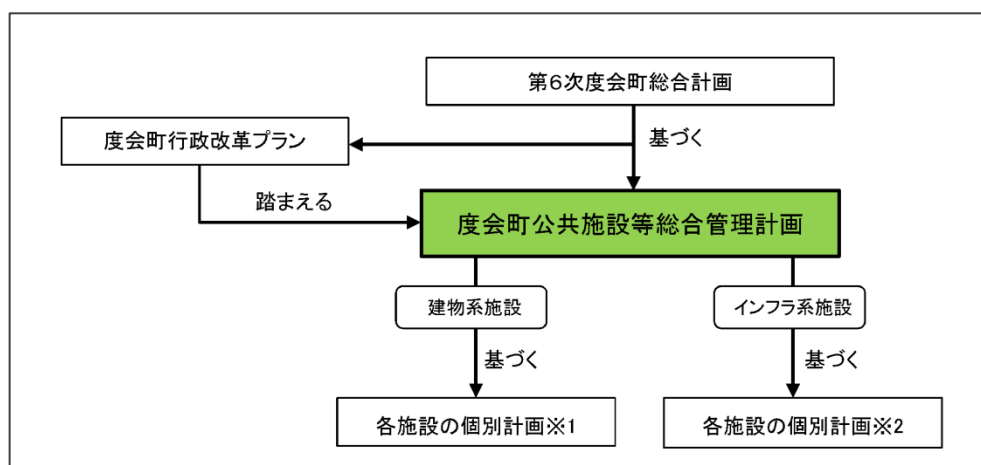 第6次度会町総合計画
度会町行政改革プラン
基づく
踏まえる
度会町公共施設等総合管理計画
建物系施設
インフラ系施設
基づく
基づく
各施設の個別計画※1
各施設の個別計画※2